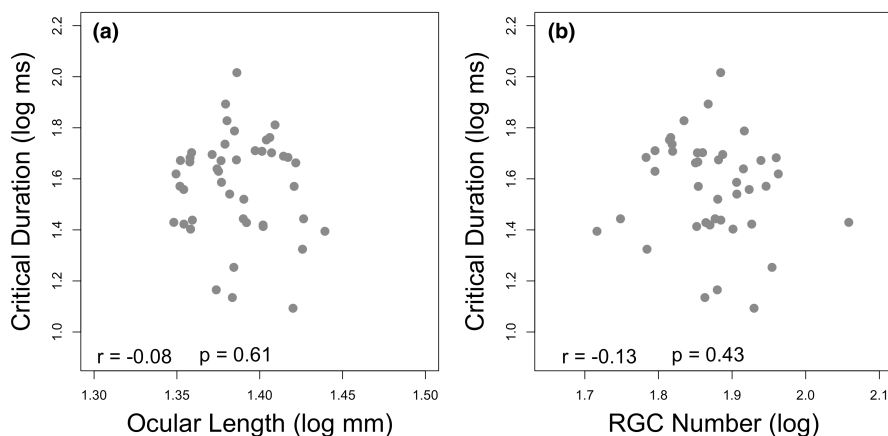 (a)
Critical Duration (log ms)
2.2
2.0
1.8
1.6
1.4
1.2
1.0
r = -0.08 p = 0.61
1.30 1.35 1.40 1.45 1.50
Ocular Length (log mm)
(b)
Critical Duration (log ms)
2.2
2.0
1.8
1.6
1.4
1.2
1.0
r = -0.13 p = 0.43
1.7 1.8 1.9 2.0 2.1
RGC Number (log)